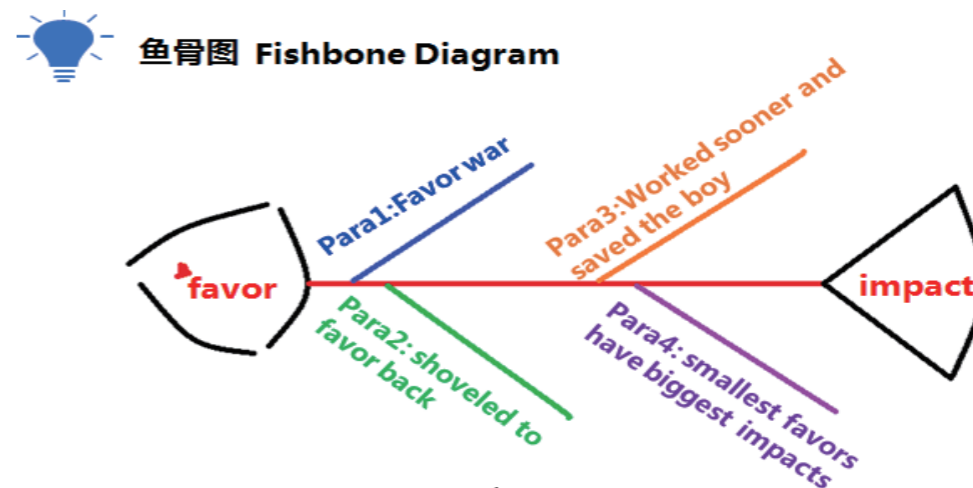 鱼骨图 Fishbone Diagram
Para1:Favor war
Para3:Worked sooner and
saved the boy
favor
impact
Para2: shoveled to
favor back
Para4: smallest favors
have biggest impacts